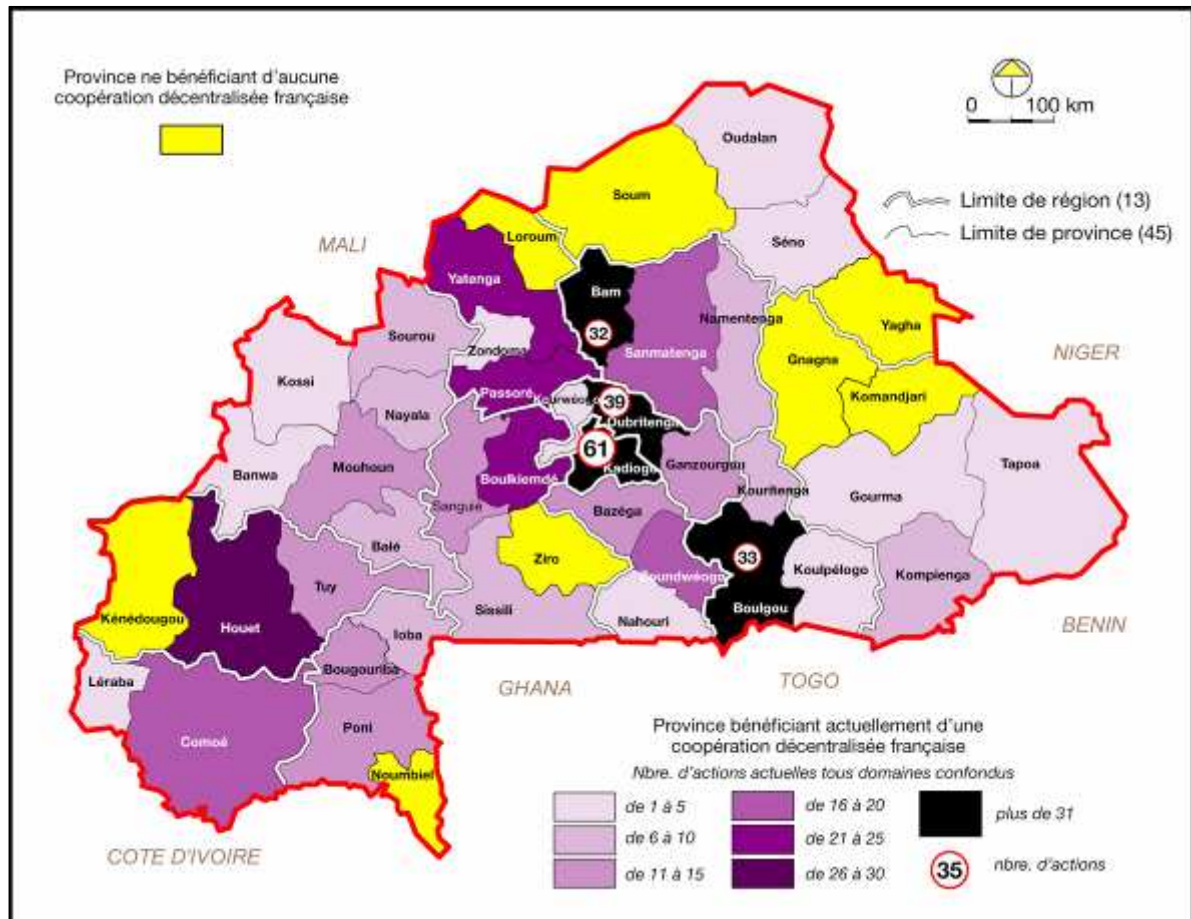 Province ne bénéficiant d'aucune
coopération décentralisée française
0 100 km
Limite de région (13)
Limite de province (45)
MALI
NIGER
BENIN
TOGO
GHANA
COTE D'IVOIRE
Oudalan
Soum
Loroum
Séno
Yatenga
Bam
32
Namentenga
Yagha
Sourou
Zondoma
Sanmatenga
Gnagna
Kossi
Komandjari
Passoré
Kourwéogo
39
Nayala
Dubritenga
61
Mouhoun
Banwa
Boulkiemdé
Kadiogo
Ganzourgou
Tapoa
Kouritenga
Gourma
Sanguie
Bazéga
Balé
Ziro
33
Zoundwéogo
Koulpélogo
Kompienga
Tuy
Sissili
Nahouri
Boulgou
Kénédougou
Houet
Ioba
Bougouriba
Léraba
Comoé
Poni
Noumbiel
Province bénéficiant actuellement d'une
coopération décentralisée française
Nbre. d'actions actuelles tous domaines confondus
de 1 à 5
de 6 à 10
de 11 à 15
de 16 à 20
de 21 à 25
de 26 à 30
plus de 31
35 nbre. d'actions